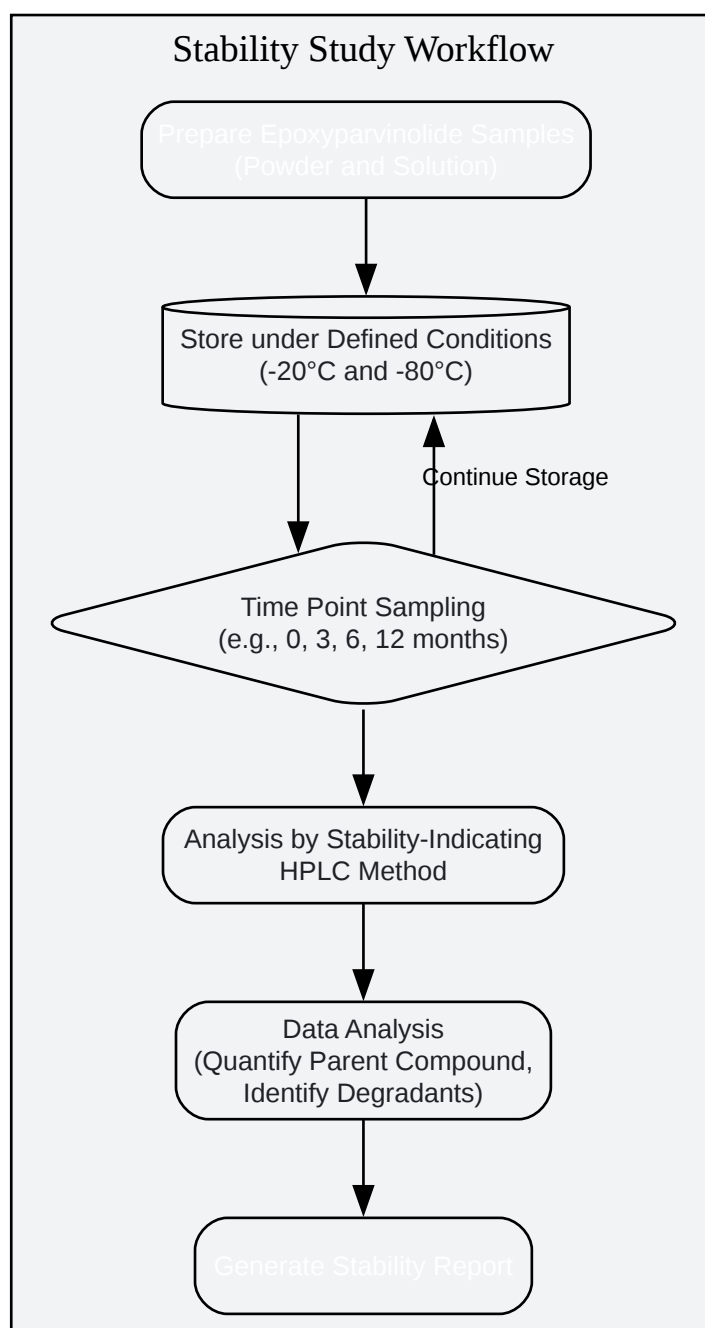 Stability Study Workflow
Prepare Epoxyparvinolide Samples
(Powder and Solution)
Store under Defined Conditions
(-20°C and -80°C)
Continue Storage
Time Point Sampling
(e.g., 0, 3, 6, 12 months)
Analysis by Stability-Indicating
HPLC Method
Data Analysis
(Quantify Parent Compound,
Identify Degradants)
Generate Stability Report